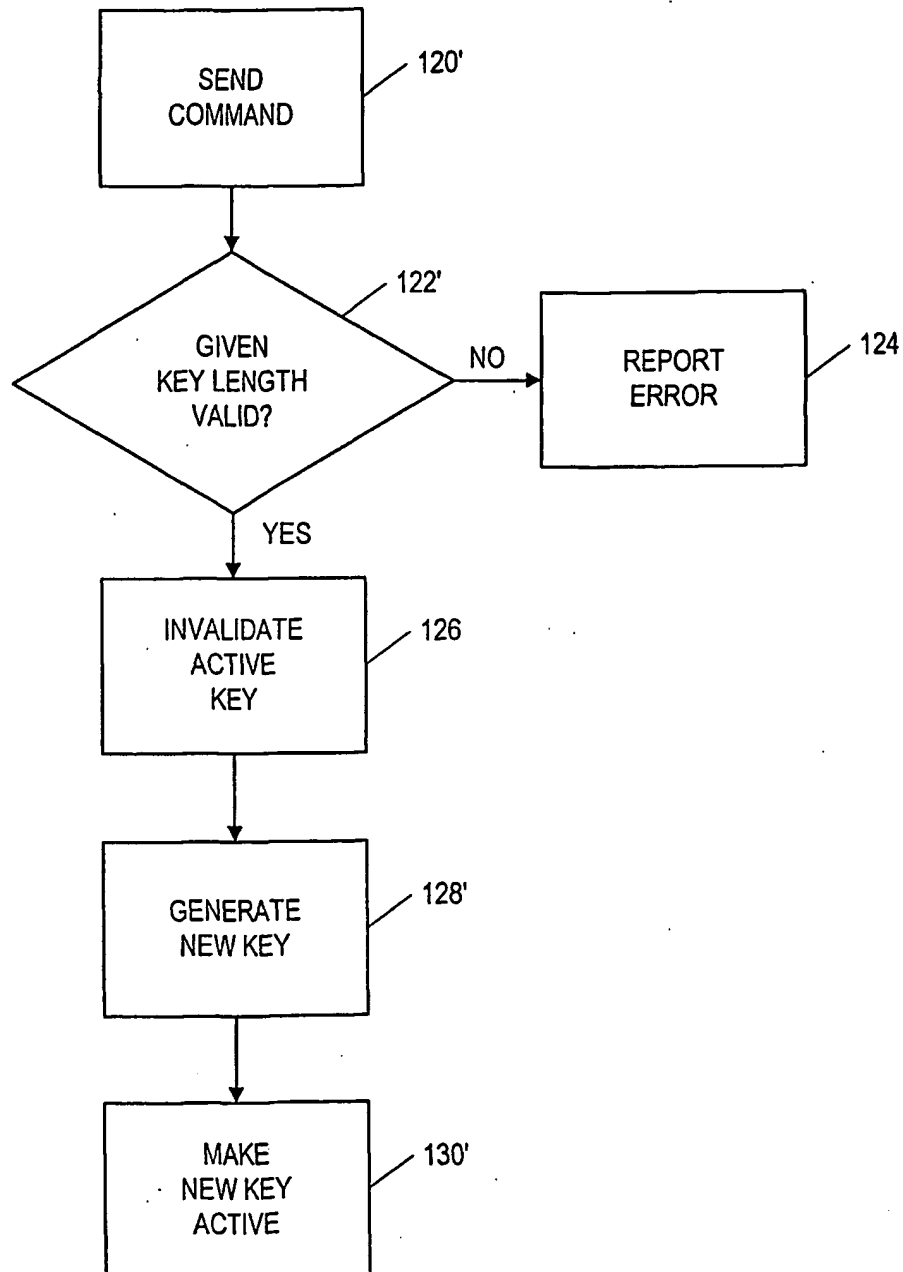 SEND
COMMAND
120'
GIVEN
KEY LENGTH
VALID?
122'
NO
REPORT
ERROR
124
YES
INVALIDATE
ACTIVE
KEY
126
GENERATE
NEW KEY
128'
MAKE
NEW KEY
ACTIVE
130'